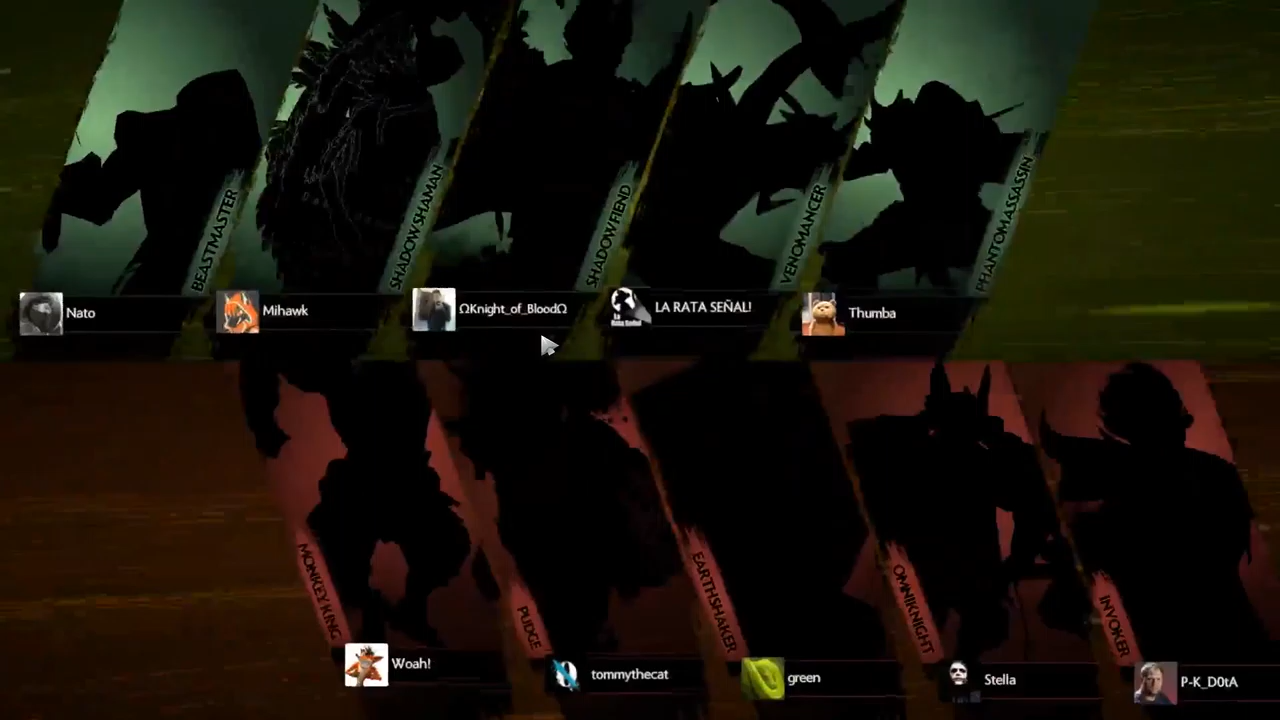 BEASTMASTER
SHADOW SHAMAN
SHADOW FIEND
VENOMANCER
PHANTOM ASSASSIN
Nato
Mihawk
ΩKnight_of_BloodΩ
LA RATA SEÑAL!
Thumba
MONKEY KING
PUDGE
EARTHSHAKER
OMNIKNIGHT
INVOKER
Woah!
tommythecat
green
Stella
P-K_D0tA